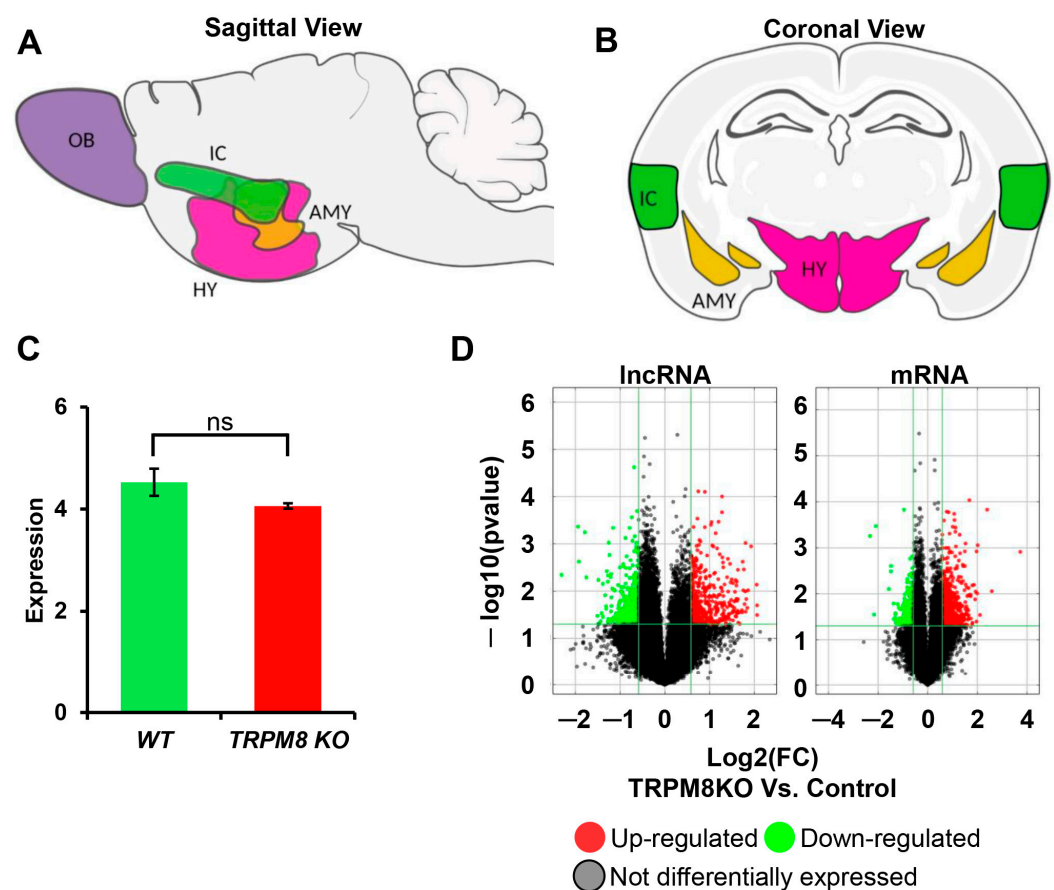 A
Sagittal View
OB
IC
AMY
HY
B
Coronal View
IC
HY
AMY
C
Expression
6
4
2
0
ns
WT
TRPM8 KO
D
lncRNA
mRNA
– log10(pvalue)
6
5
4
3
2
1
0
–2 –1 0 1 2
6
5
4
3
2
1
0
–4 –2 0 2 4
Log2(FC)
TRPM8KO Vs. Control
Up-regulated
Down-regulated
Not differentially expressed